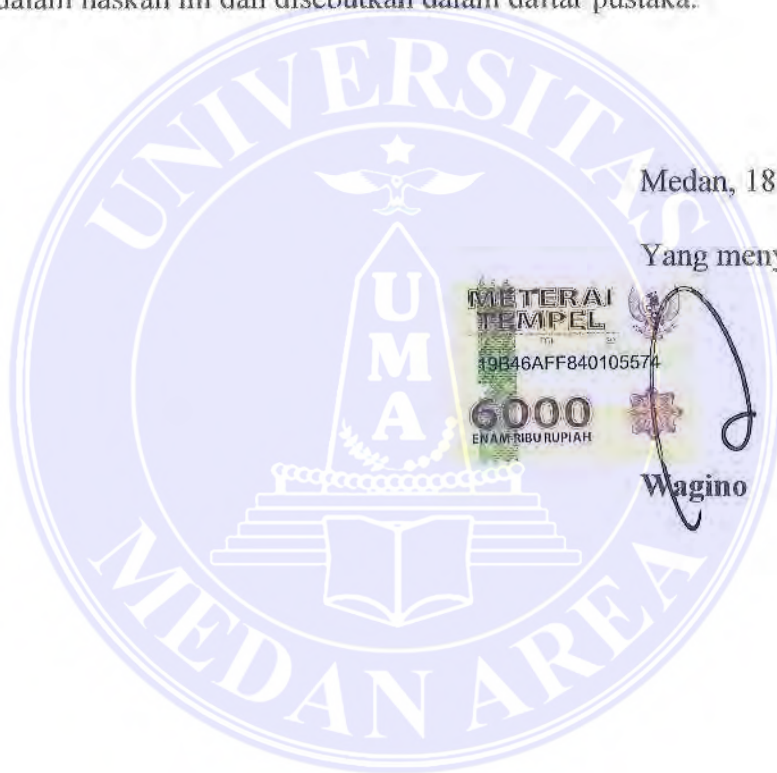 dalam naskah ini dan disebutkan dalam daftar pustaka.
UNIVERSITAS
Medan, 18
Yang meny
METERAI
TEMPEL
19B46AFF840105574
6000
ENAM RIBU RUPIAH
UMA
Wagino
MEDAN AREA